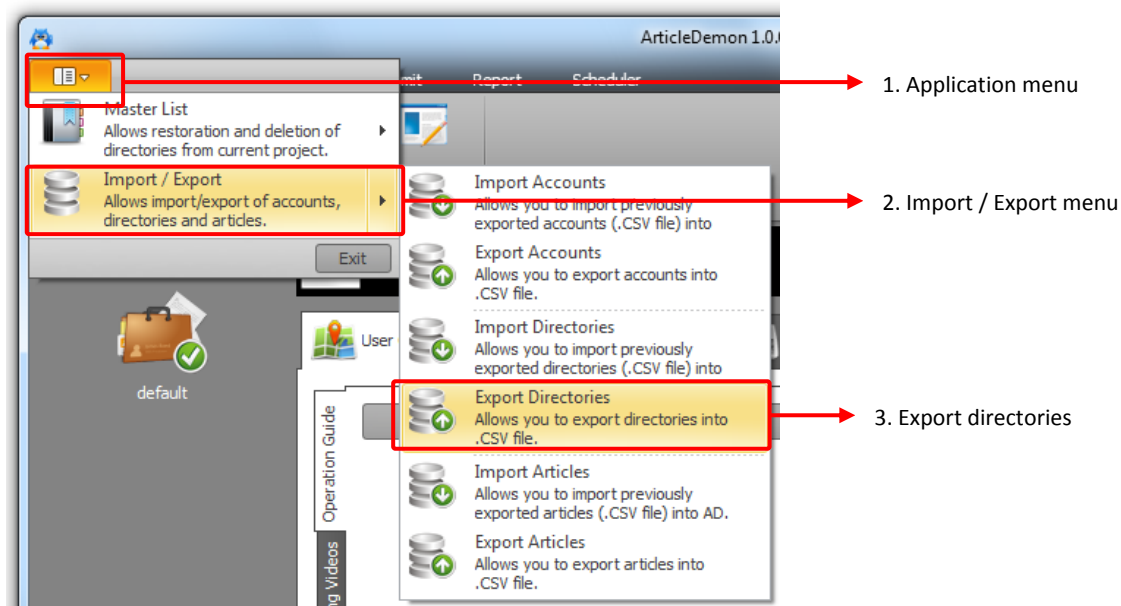 ArticleDemon 1.0.
Report
Scheduler
1. Application menu
Master List
Allows restoration and deletion of
directories from current project.
Import / Export
Allows import/export of accounts,
directories and articles.
2. Import / Export menu
Exit
Import Accounts
Allows you to import previously
exported accounts (.CSV file) into
Export Accounts
Allows you to export accounts into
.CSV file.
Import Directories
Allows you to import previously
exported directories (.CSV file) into
Export Directories
Allows you to export directories into
.CSV file.
3. Export directories
Import Articles
Allows you to import previously
exported articles (.CSV file) into AD.
Export Articles
Allows you to export articles into
.CSV file.
default
User
Operation Guide
ng Videos